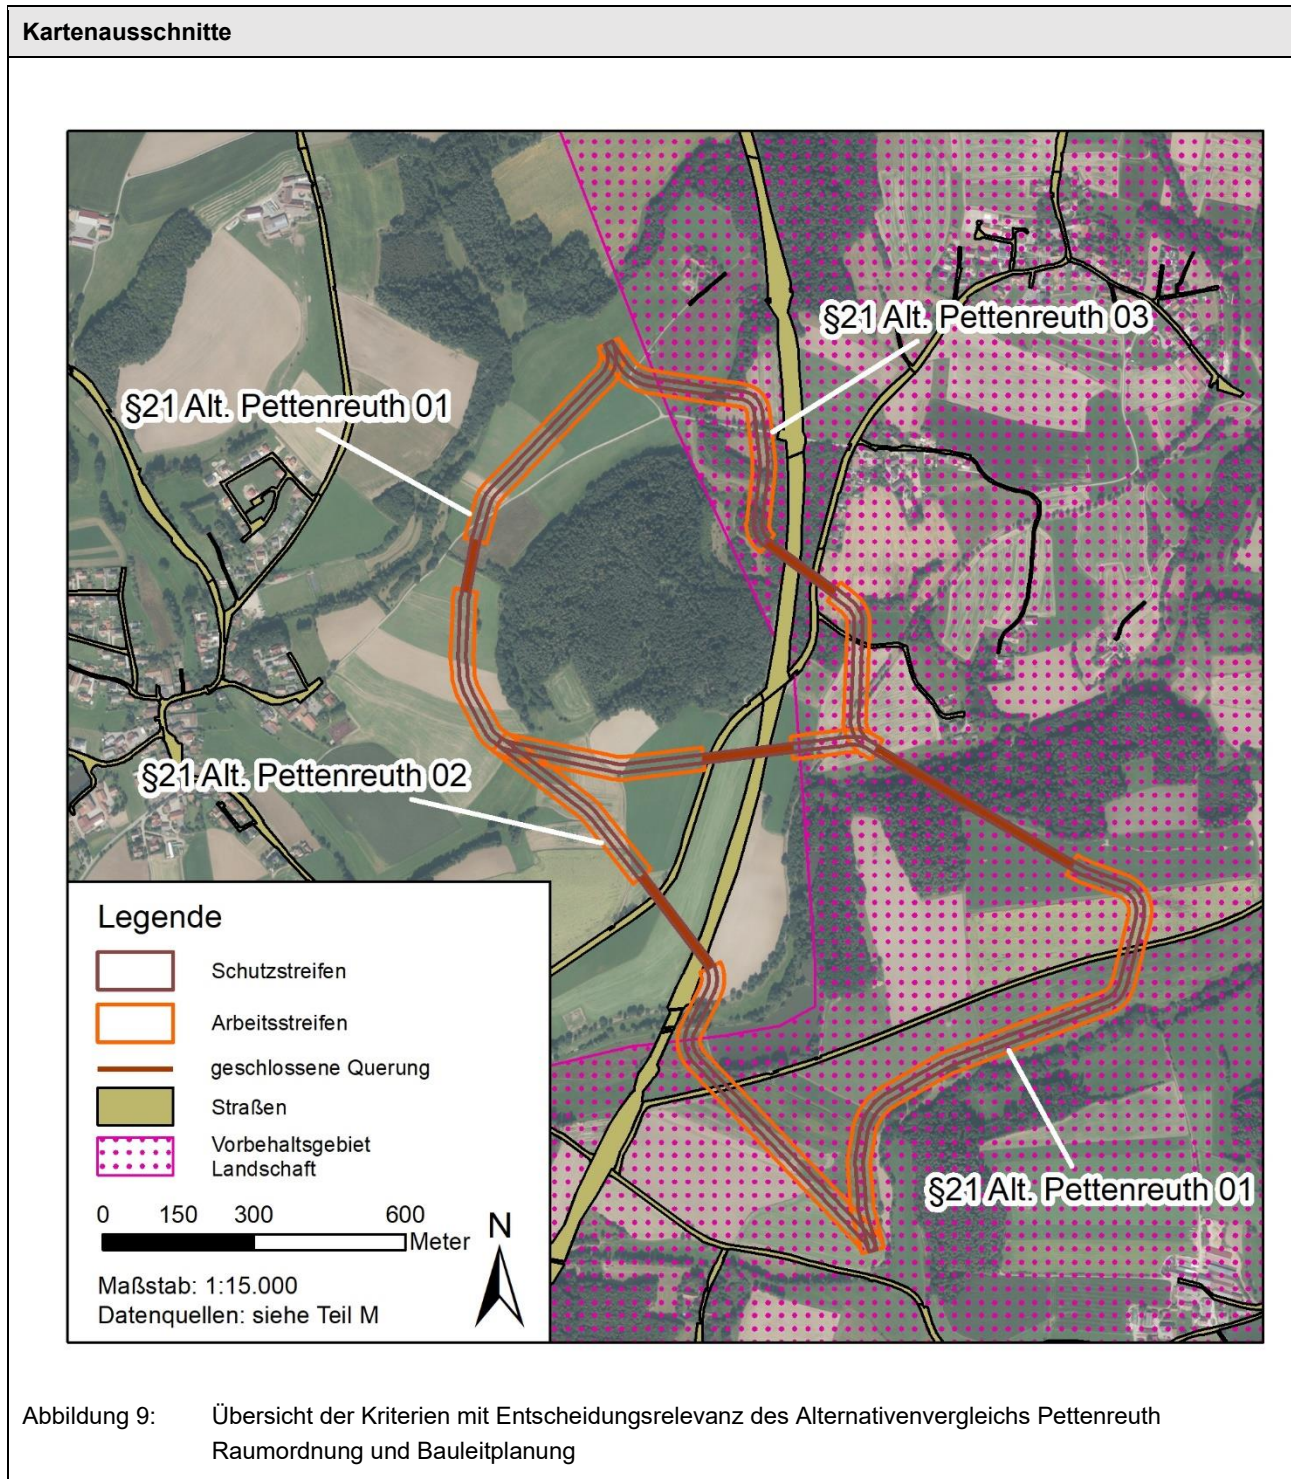 Kartenausschnitte
§21 Alt. Pettenreuth 03
§21 Alt. Pettenreuth 01
§21 Alt. Pettenreuth 02
Legende
Schutzstreifen
Arbeitsstreifen
geschlossene Querung
Straßen
Vorbehaltsgebiet
Landschaft
0 150 300 600
Meter
N
Maßstab: 1:15.000
Datenquellen: siehe Teil M
§21 Alt. Pettenreuth 01
Abbildung 9: Übersicht der Kriterien mit Entscheidungsrelevanz des Alternativenvergleichs Pettenreuth
Raumordnung und Bauleitplanung